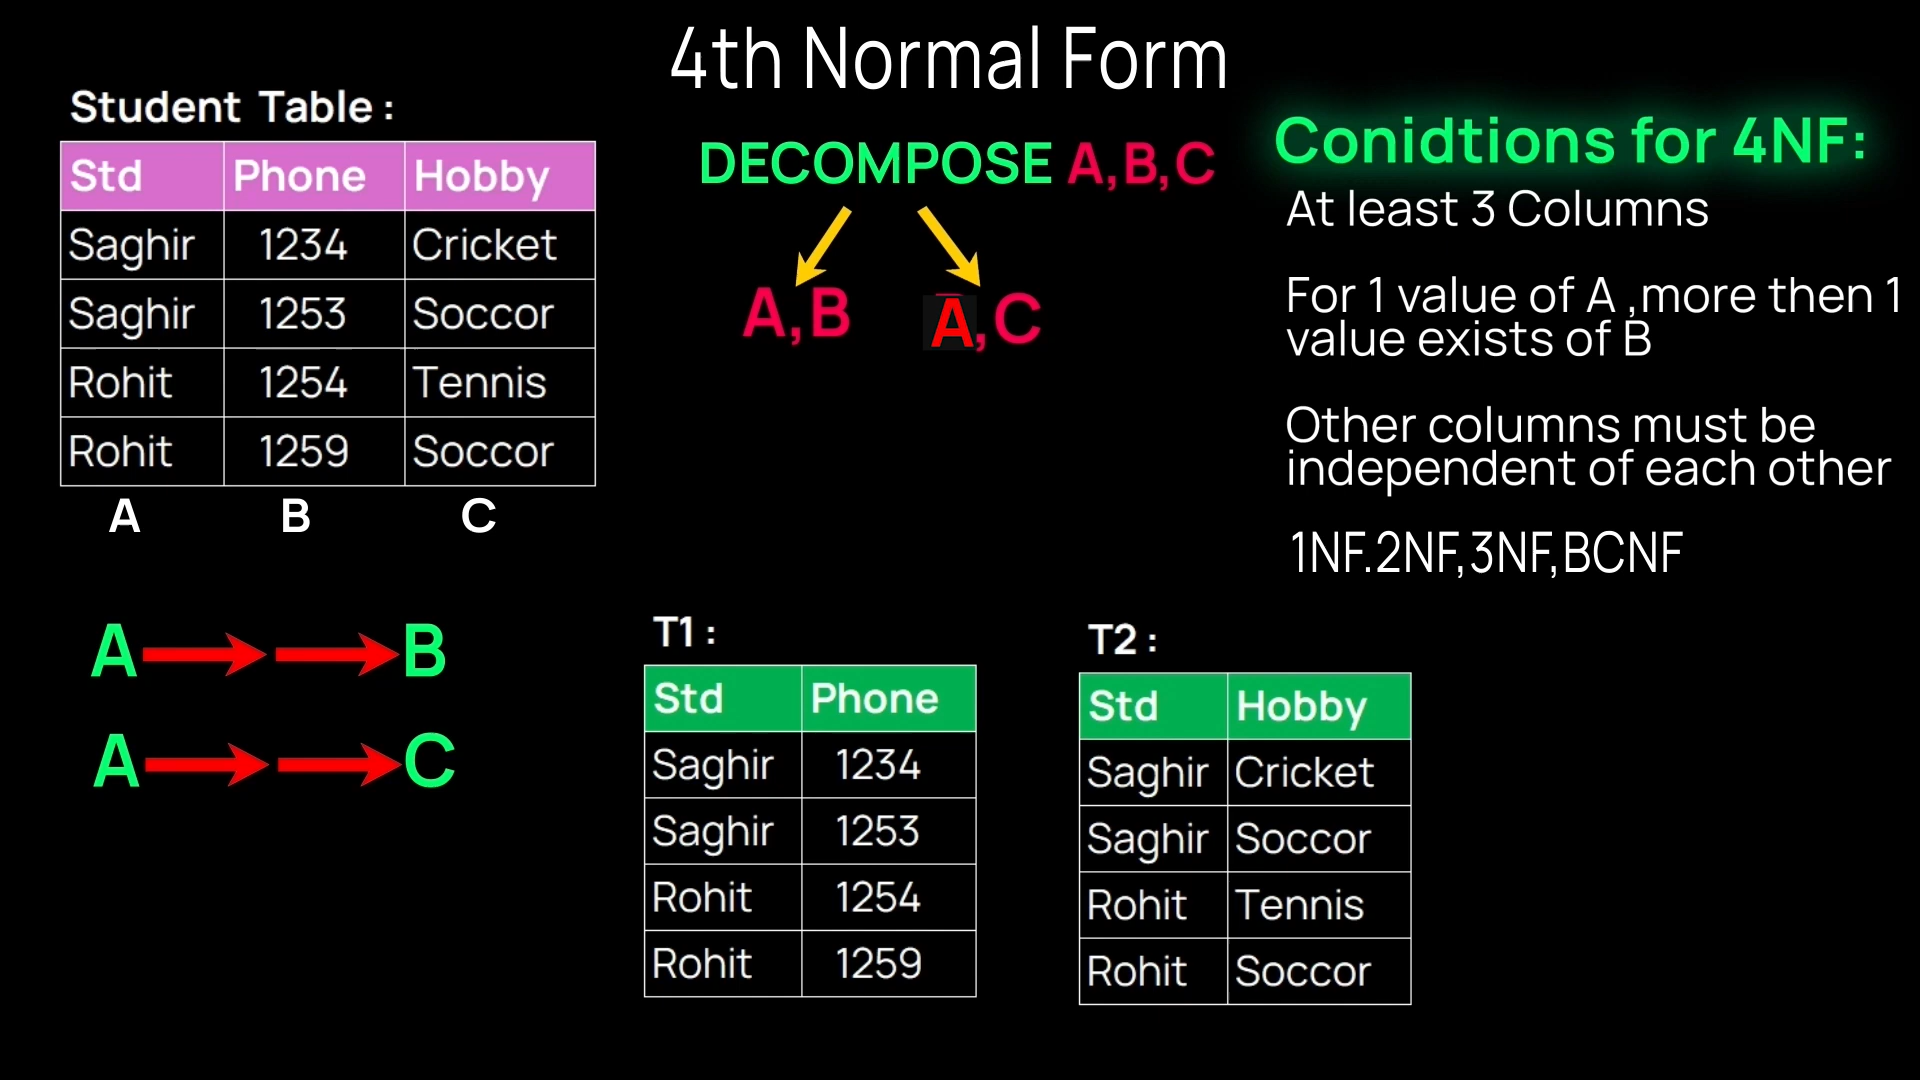 4th Normal Form
Student Table :
Std Phone Hobby
Saghir 1234 Cricket
Saghir 1253 Soccor
Rohit 1254 Tennis
Rohit 1259 Soccor
A B C
DECOMPOSE A,B,C
A,B A,C
Conidtions for 4NF:
At least 3 Columns
For 1 value of A ,more then 1
value exists of B
Other columns must be
independent of each other
1NF.2NF,3NF,BCNF
A B
A C
T1 :
Std Phone
Saghir 1234
Saghir 1253
Rohit 1254
Rohit 1259
T2 :
Std Hobby
Saghir Cricket
Saghir Soccor
Rohit Tennis
Rohit Soccor